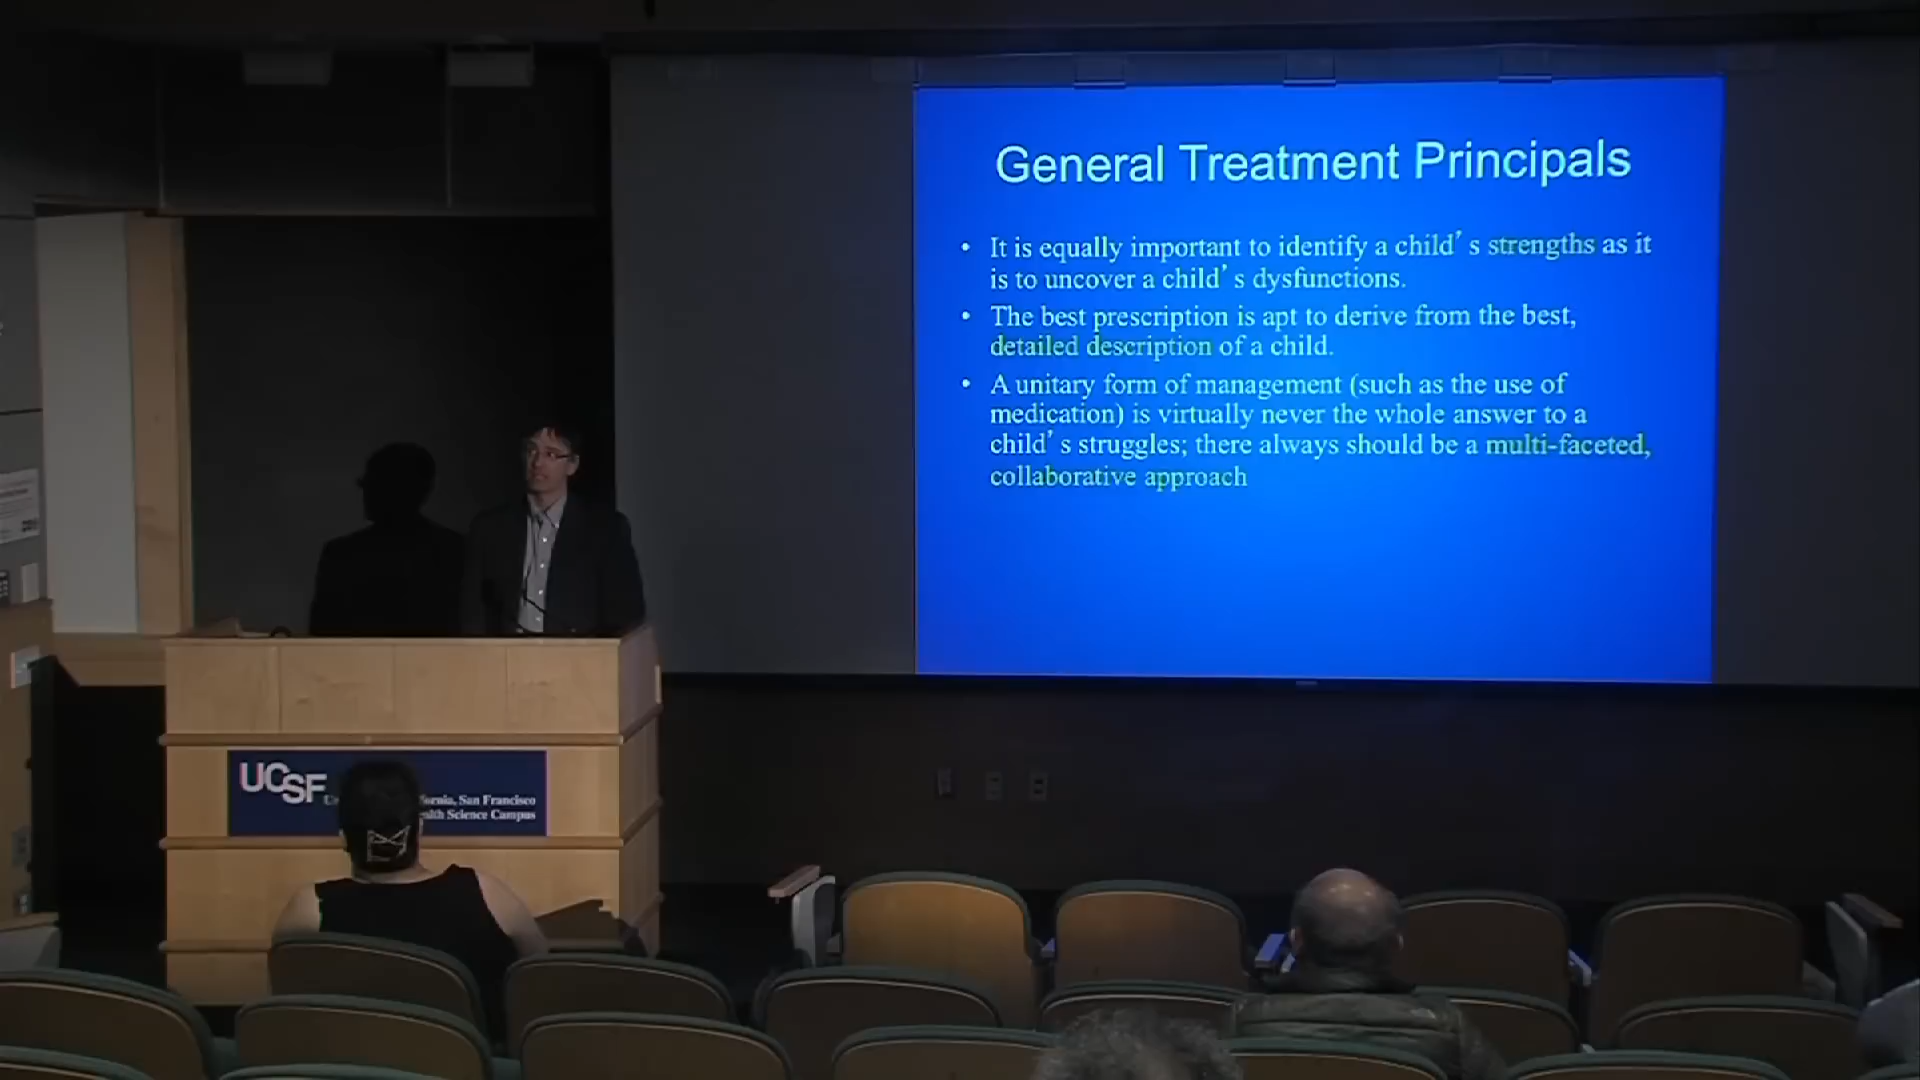 General Treatment Principals
• It is equally important to identify a child's strengths as it
is to uncover a child's dysfunctions.
• The best prescription is apt to derive from the best,
detailed description of a child.
• A unitary form of management (such as the use of
medication) is virtually never the whole answer to a
child's struggles; there always should be a multi-faceted,
collaborative approach
UCSF
San Francisco
Science Campus